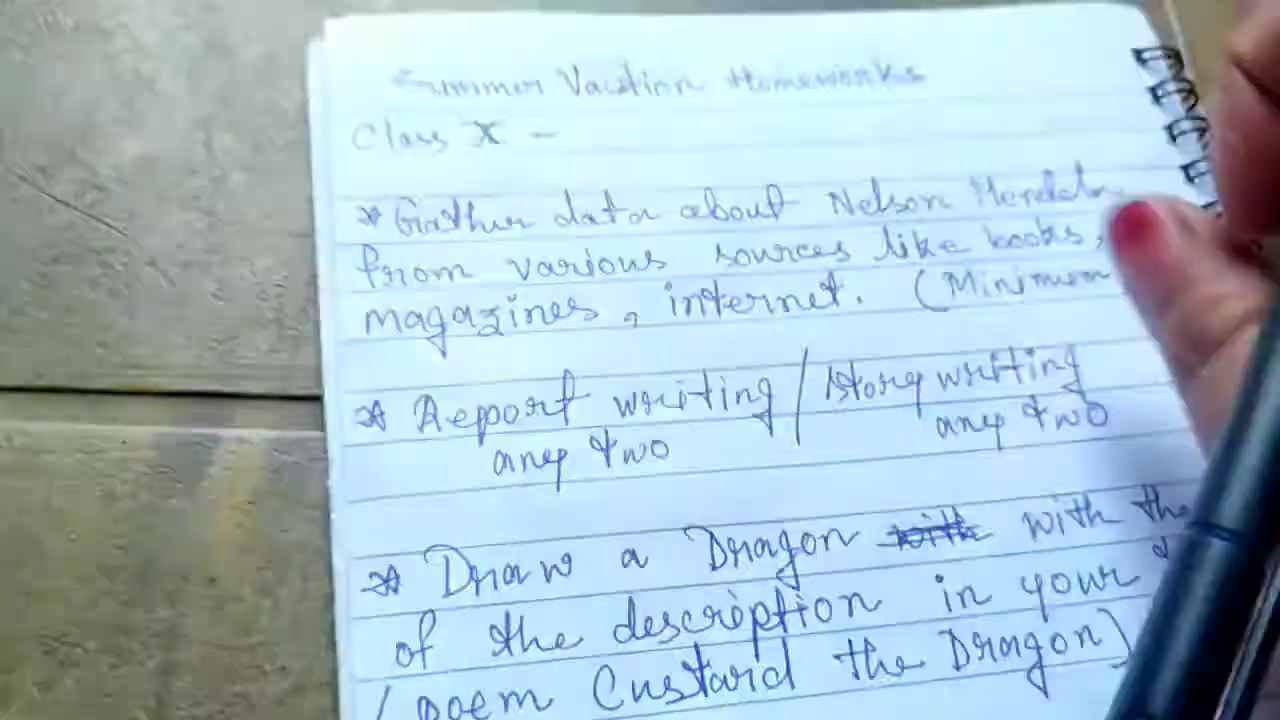 Summer Vacation Homeworks
Class X -
* Gather data about Nelson Mandela
from various sources like books,
magazines, internet. (Minimum
* Report writing / Story writing
any two any two
* Draw a Dragon with with the
of the description in your
(poem Custard the Dragon)